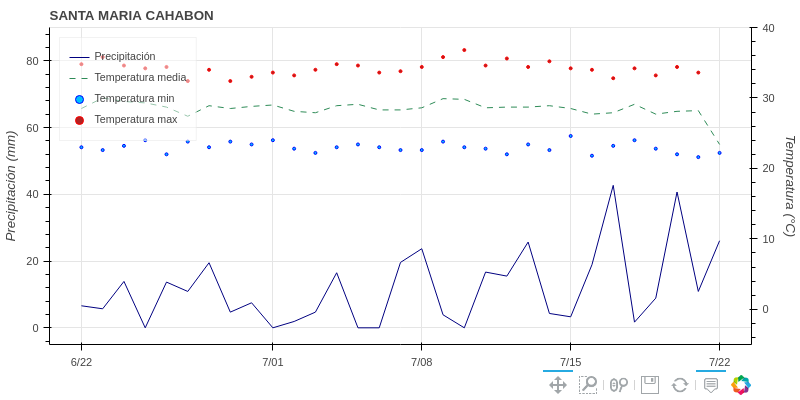 SANTA MARIA CAHABON
Precipitación
Temperatura media
Temperatura min
Temperatura max
Precipitación (mm)
80
60
40
20
0
40
30
20
10
0
Temperatura (°C)
6/22
7/01
7/08
7/15
7/22